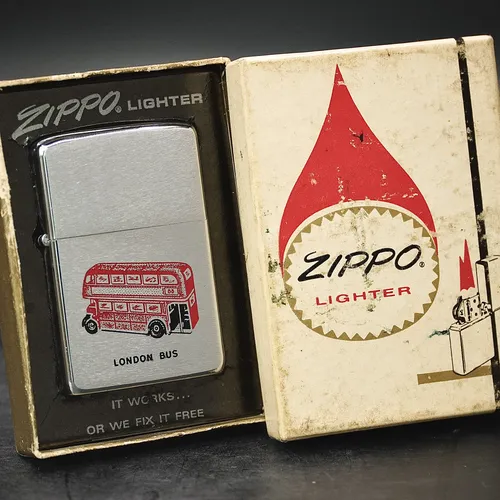 ZIPPO® LIGHTER
LONDON BUS
IT WORKS...
OR WE FIX IT FREE
ZIPPO®
LIGHTER